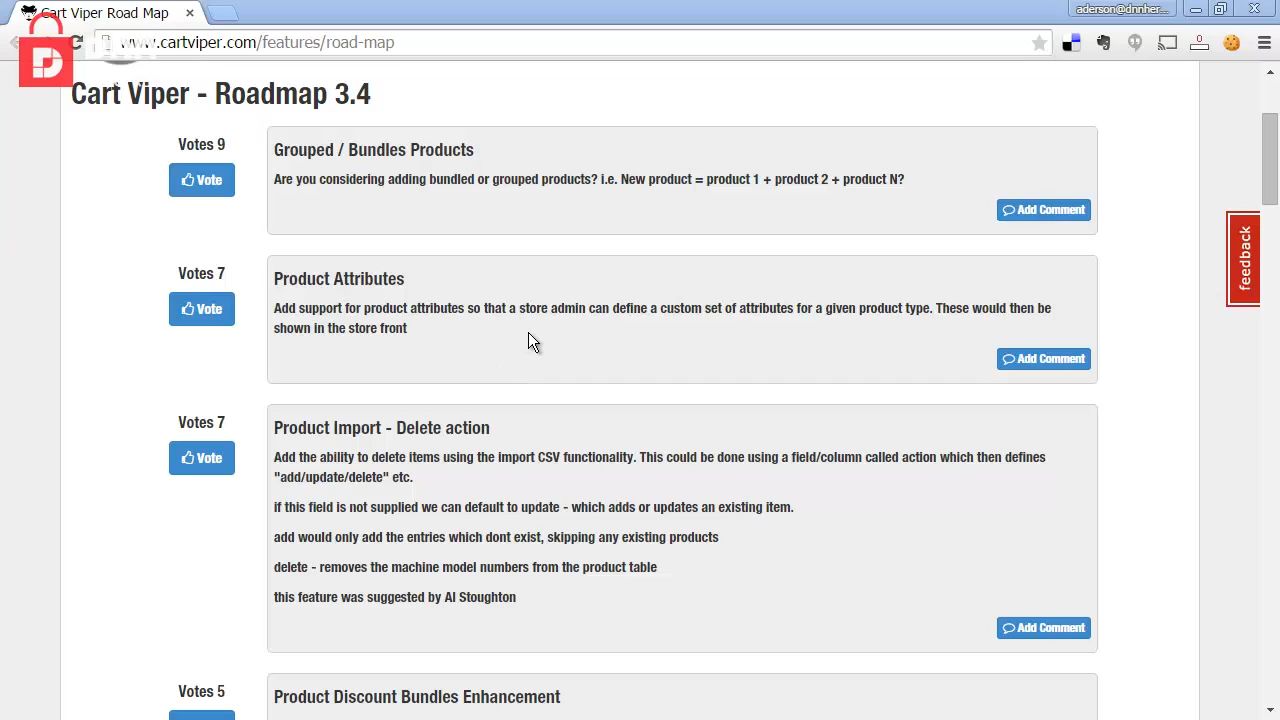 Cart Viper Road Map
aderson@dnnher...
www.cartviper.com/features/road-map
Cart Viper - Roadmap 3.4
Votes 9
Vote
Grouped / Bundles Products
Are you considering adding bundled or grouped products? i.e. New product = product 1 + product 2 + product N?
Add Comment
Votes 7
Vote
Product Attributes
Add support for product attributes so that a store admin can define a custom set of attributes for a given product type. These would then be
shown in the store front
Add Comment
feedback
Votes 7
Vote
Product Import - Delete action
Add the ability to delete items using the import CSV functionality. This could be done using a field/column called action which then defines
"add/update/delete" etc.
if this field is not supplied we can default to update - which adds or updates an existing item.
add would only add the entries which dont exist, skipping any existing products
delete - removes the machine model numbers from the product table
this feature was suggested by Al Stoughton
Add Comment
Votes 5
Product Discount Bundles Enhancement